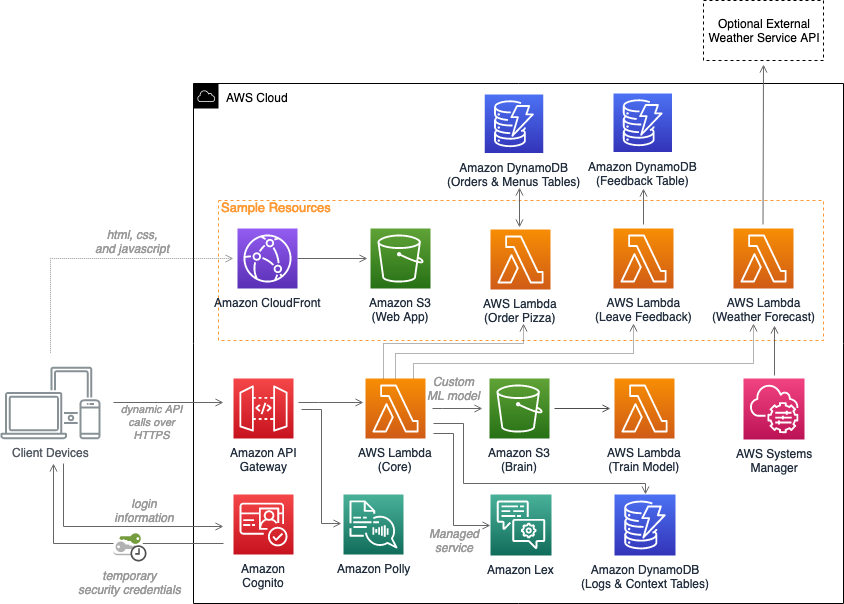 Optional External
Weather Service API
AWS Cloud
Amazon DynamoDB
(Orders & Menus Tables)
Amazon DynamoDB
(Feedback Table)
Sample Resources
html, css,
and javascript
Amazon CloudFront
Amazon S3
(Web App)
AWS Lambda
(Order Pizza)
AWS Lambda
(Leave Feedback)
AWS Lambda
(Weather Forecast)
Client Devices
dynamic API
calls over
HTTPS
Amazon API
Gateway
AWS Lambda
(Core)
Custom
ML model
Amazon S3
(Brain)
AWS Lambda
(Train Model)
AWS Systems
Manager
login
information
temporary
security credentials
Amazon
Cognito
Amazon Polly
Managed
service
Amazon Lex
Amazon DynamoDB
(Logs & Context Tables)